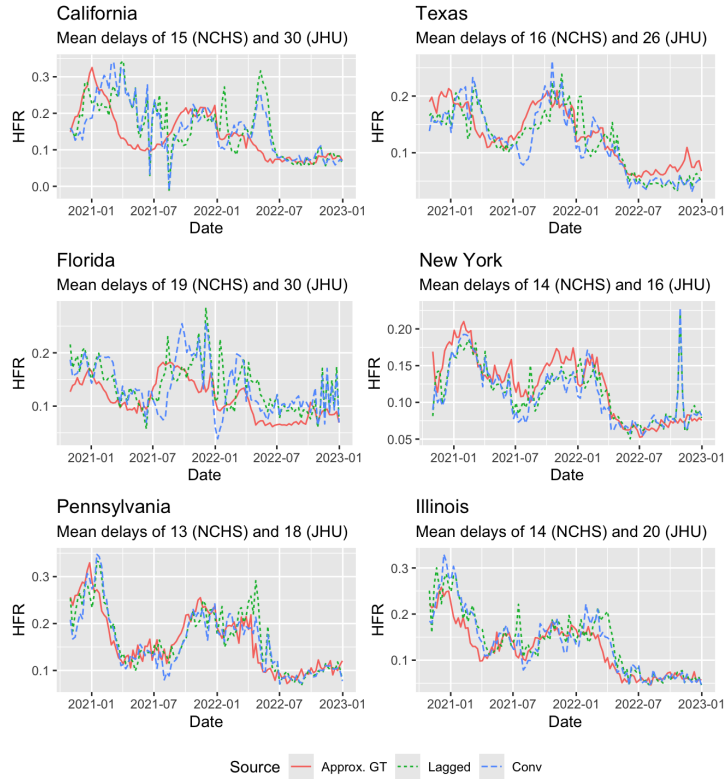 California
Mean delays of 15 (NCHS) and 30 (JHU)
HFR
0.3
0.2
0.1
0.0
2021-01 2021-07 2022-01 2022-07 2023-01
Date
Texas
Mean delays of 16 (NCHS) and 26 (JHU)
HFR
0.2
0.1
2021-01 2021-07 2022-01 2022-07 2023-01
Date
Florida
Mean delays of 19 (NCHS) and 30 (JHU)
HFR
0.2
0.1
2021-01 2021-07 2022-01 2022-07 2023-01
Date
New York
Mean delays of 14 (NCHS) and 16 (JHU)
HFR
0.20
0.15
0.10
0.05
2021-01 2021-07 2022-01 2022-07 2023-01
Date
Pennsylvania
Mean delays of 13 (NCHS) and 18 (JHU)
HFR
0.3
0.2
0.1
2021-01 2021-07 2022-01 2022-07 2023-01
Date
Illinois
Mean delays of 14 (NCHS) and 20 (JHU)
HFR
0.3
0.2
0.1
2021-01 2021-07 2022-01 2022-07 2023-01
Date
Source Approx. GT Lagged Conv